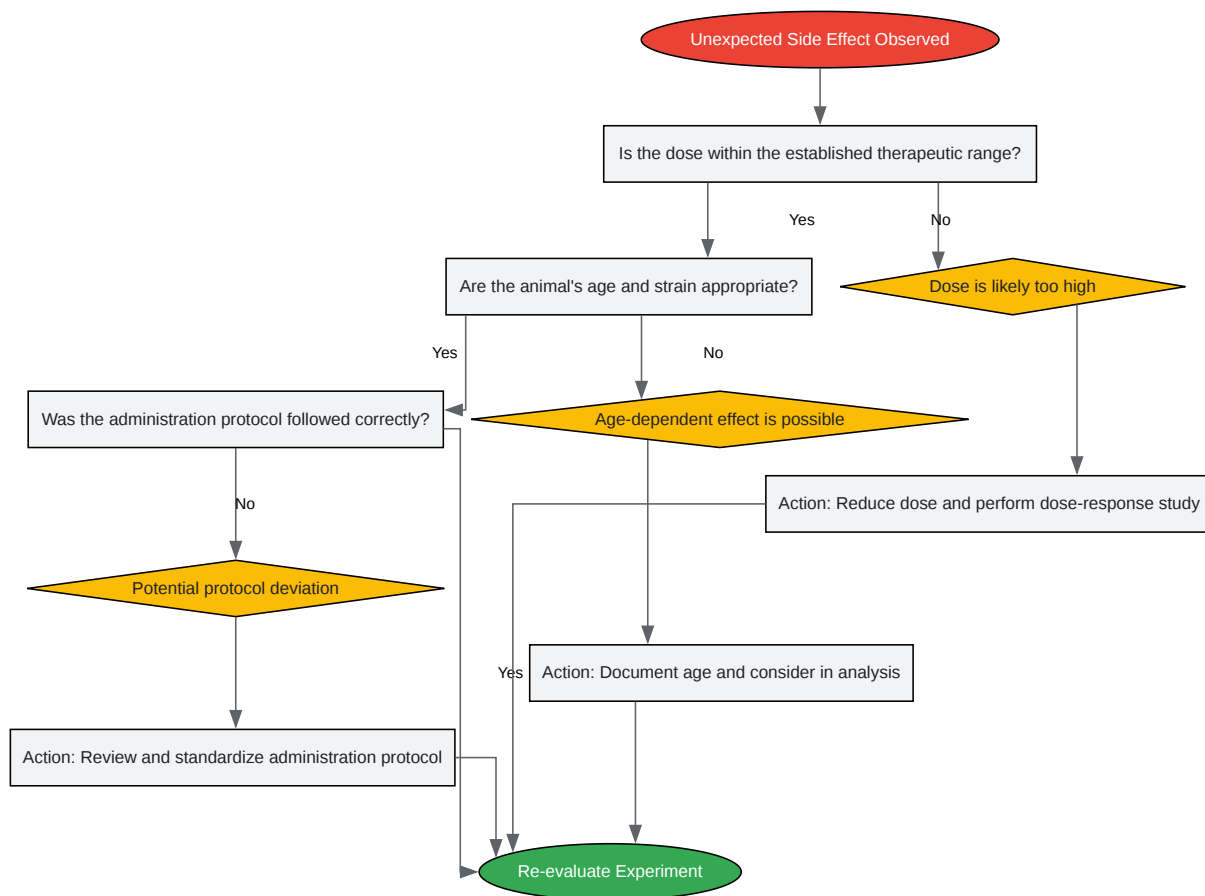 Unexpected Side Effect Observed
Is the dose within the established therapeutic range?
Yes
No
Are the animal's age and strain appropriate?
Dose is likely too high
Yes
No
Was the administration protocol followed correctly?
Age-dependent effect is possible
No
Action: Reduce dose and perform dose-response study
Potential protocol deviation
Yes
Action: Document age and consider in analysis
Action: Review and standardize administration protocol
Re-evaluate Experiment